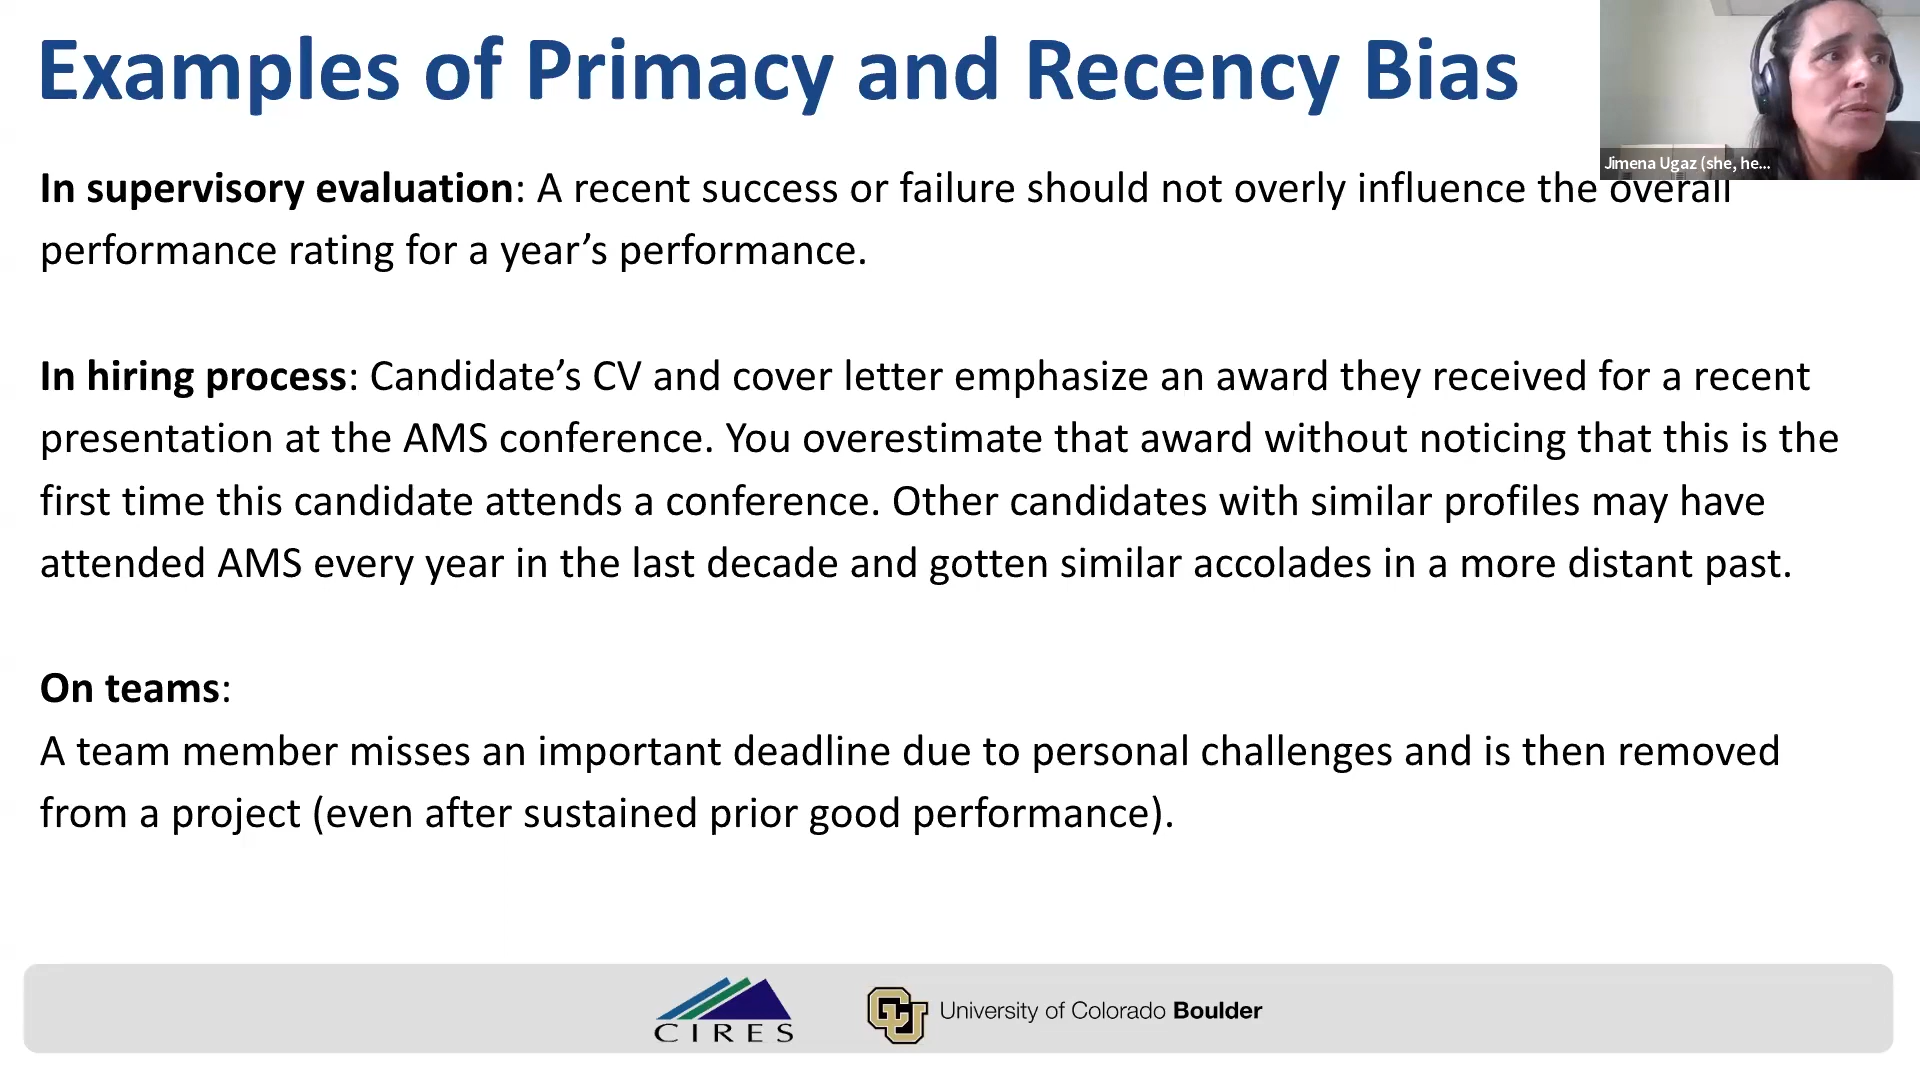 Examples of Primacy and Recency Bias
Jimena Ugaz (she, he...
In supervisory evaluation: A recent success or failure should not overly influence the overall
performance rating for a year’s performance.
In hiring process: Candidate’s CV and cover letter emphasize an award they received for a recent
presentation at the AMS conference. You overestimate that award without noticing that this is the
first time this candidate attends a conference. Other candidates with similar profiles may have
attended AMS every year in the last decade and gotten similar accolades in a more distant past.
On teams:
A team member misses an important deadline due to personal challenges and is then removed
from a project (even after sustained prior good performance).
CIRES
CU University of Colorado Boulder